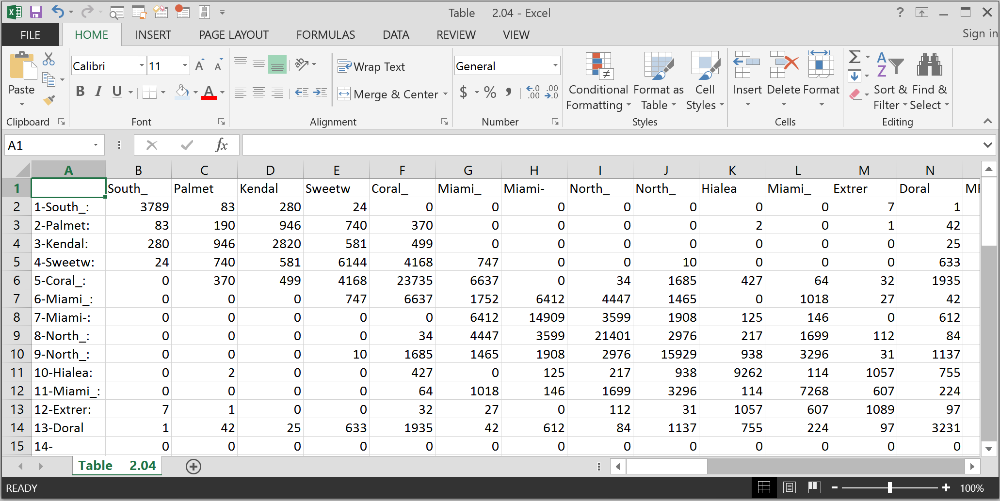 Table 2.04 - Excel
FILE HOME INSERT PAGE LAYOUT FORMULAS DATA REVIEW VIEW Sign in
Calibri 11 Wrap Text General
Paste B I U A Merge & Center $ % , Conditional Formatting Format as Table Cell Styles Insert Delete Format Sort & Filter Find & Select
Clipboard Font Alignment Number Styles Cells Editing
A1 fx
A B C D E F G H I J K L M N
1 South_ Palmet Kendal Sweetw Coral_ Miami_ Miami- North_ North_ Hialea Miami_ Extrer Doral
2 1-South_: 3789 83 280 24 0 0 0 0 0 0 0 7 1
3 2-Palmet: 83 190 946 740 370 0 0 0 0 2 0 1 42
4 3-Kendal: 280 946 2820 581 499 0 0 0 0 0 0 0 25
5 4-Sweetw: 24 740 581 6144 4168 747 0 0 10 0 0 0 633
6 5-Coral_: 0 370 499 4168 23735 6637 0 34 1685 427 64 32 1935
7 6-Miami_: 0 0 0 747 6637 1752 6412 4447 1465 0 1018 27 42
8 7-Miami-: 0 0 0 0 0 6412 14909 3599 1908 125 146 0 612
9 8-North_: 0 0 0 0 34 4447 3599 21401 2976 217 1699 112 84
10 9-North_: 0 0 0 10 1685 1465 1908 2976 15929 938 3296 31 1137
11 10-Hialea: 0 2 0 0 427 0 125 217 938 9262 114 1057 755
12 11-Miami_: 0 0 0 0 64 1018 146 1699 3296 114 7268 607 224
13 12-Extrer: 7 1 0 0 32 27 0 112 31 1057 607 1089 97
14 13-Doral 1 42 25 633 1935 42 612 84 1137 755 224 97 3231
15 14- 0 0 0 0 0 0 0 0 0 0 0 0 0
Table 2.04
READY 100%